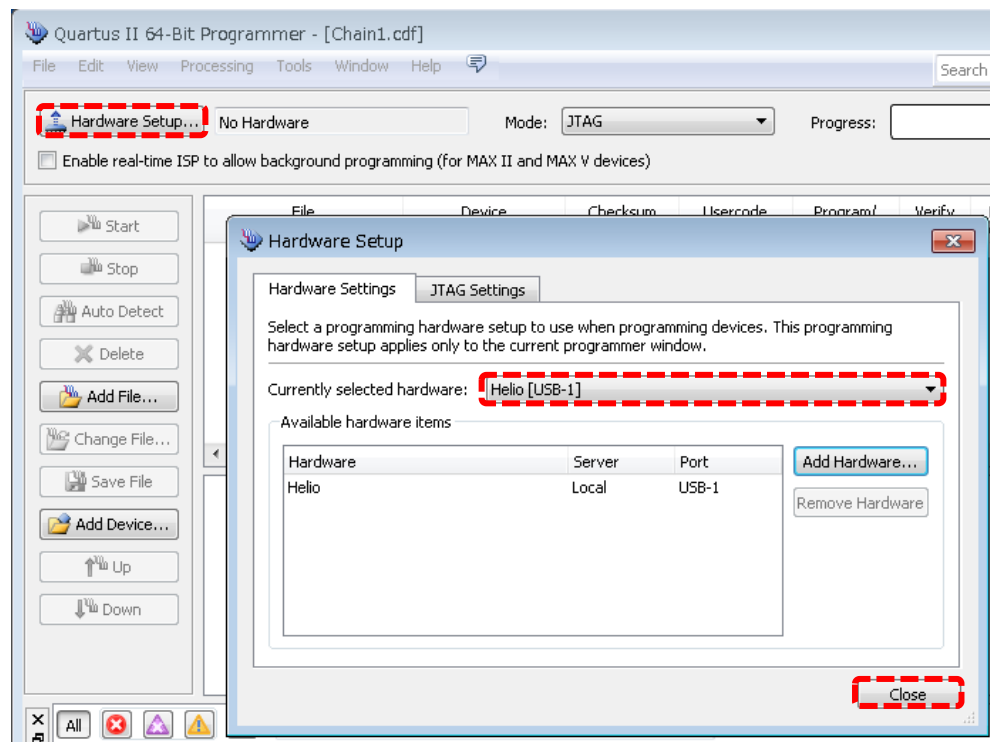 Quartus II 64-Bit Programmer - [Chain1.cdf]
File Edit View Processing Tools Window Help
Search
Hardware Setup... No Hardware Mode: JTAG Progress:
Enable real-time ISP to allow background programming (for MAX II and MAX V devices)
File Device Checksum Usercode Program/ Verify
Start
Stop
Auto Detect
Delete
Add File...
Change File...
Save File
Add Device...
Up
Down
All
Hardware Setup
Hardware Settings JTAG Settings
Select a programming hardware setup to use when programming devices. This programming
hardware setup applies only to the current programmer window.
Currently selected hardware: Helio [USB-1]
Available hardware items
Hardware Server Port
Helio Local USB-1
Add Hardware...
Remove Hardware
Close